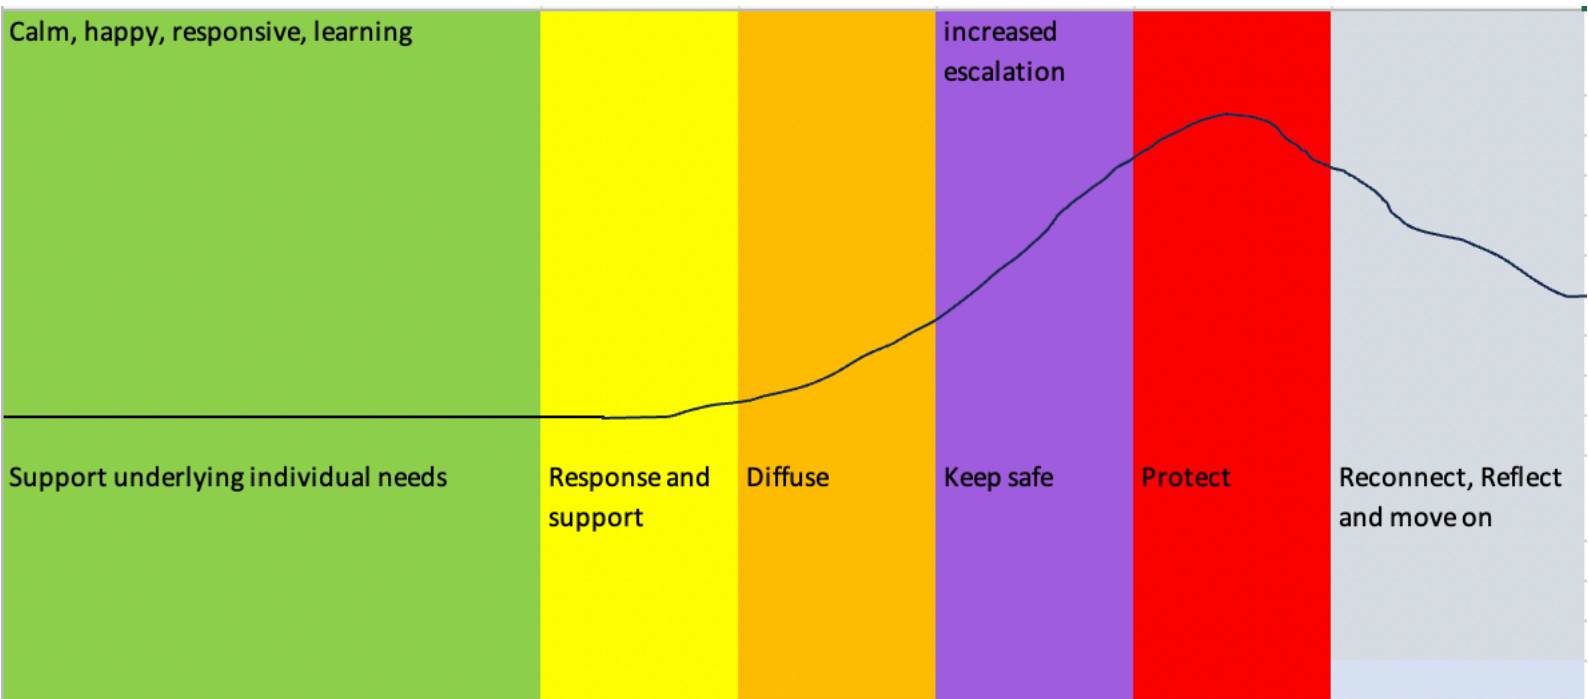 Calm, happy, responsive, learning
increased
escalation
Support underlying individual needs
Response and
support
Diffuse
Keep safe
Protect
Reconnect, Reflect
and move on